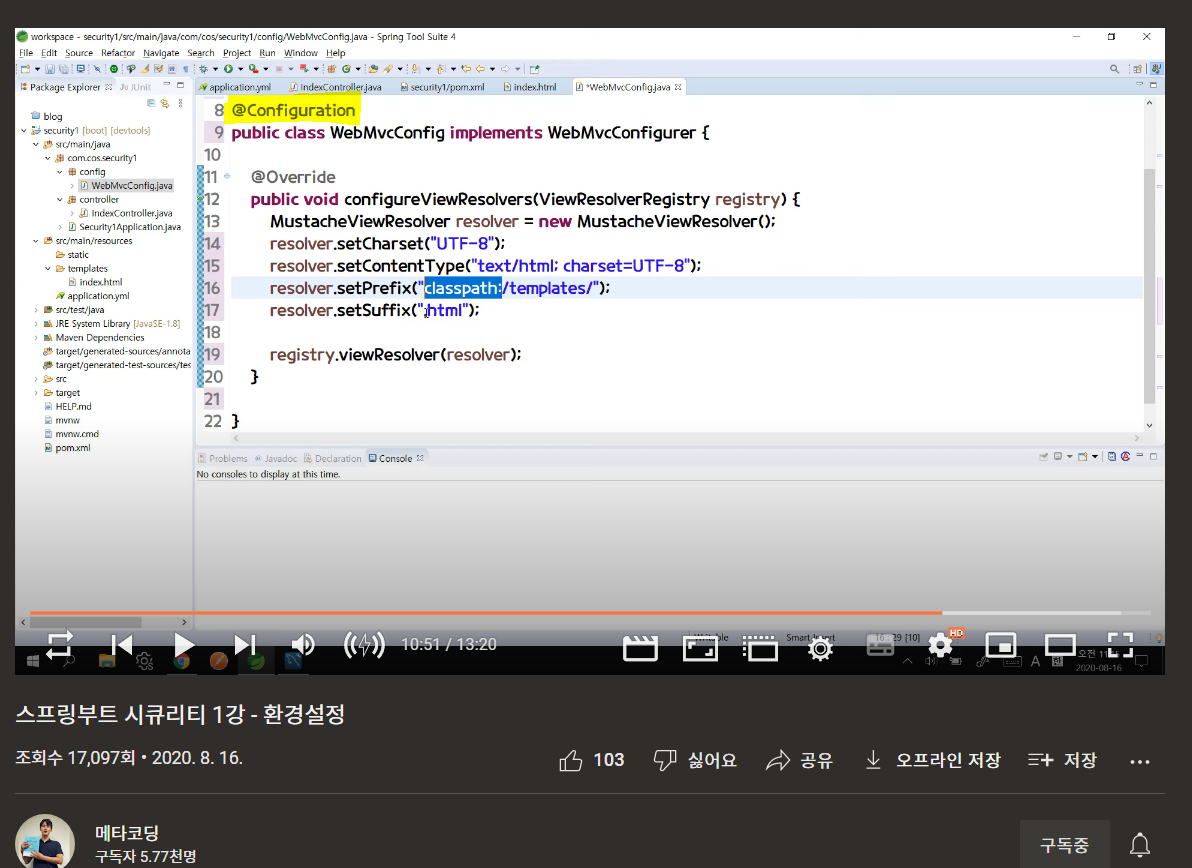 workspace - security1/src/main/java/com/cos/security1/config/WebMvcConfig.java - Spring Tool Suite 4
File Edit Source Refactor Navigate Search Project Run Window Help
Package Explorer JUnit
application.yml IndexController.java security1/pom.xml index.html *WebMvcConfig.java
blog
security1 [boot] [devtools]
src/main/java
com.cos.security1
config
WebMvcConfig.java
controller
IndexController.java
Security1Application.java
src/main/resources
static
templates
index.html
application.yml
src/test/java
JRE System Library [JavaSE-1.8]
Maven Dependencies
target/generated-sources/annota
target/generated-test-sources/tes
src
target
HELP.md
mvnw
mvnw.cmd
pom.xml
8 @Configuration
9 public class WebMvcConfig implements WebMvcConfigurer {
10
11 @Override
12 public void configureViewResolvers(ViewResolverRegistry registry) {
13 MustacheViewResolver resolver = new MustacheViewResolver();
14 resolver.setCharset("UTF-8");
15 resolver.setContentType("text/html; charset=UTF-8");
16 resolver.setPrefix("classpath:/templates/");
17 resolver.setSuffix(".html");
18
19 registry.viewResolver(resolver);
20 }
21
22 }
Problems Javadoc Declaration Console
No consoles to display at this time.
10:51 / 13:20
Smart Insert
HD
A
2020-08-16
스프링부트 시큐리티 1강 - 환경설정
조회수 17,097회 • 2020. 8. 16.
103 싫어요 공유 오프라인 저장 저장
메타코딩
구독자 5.77천명
구독중